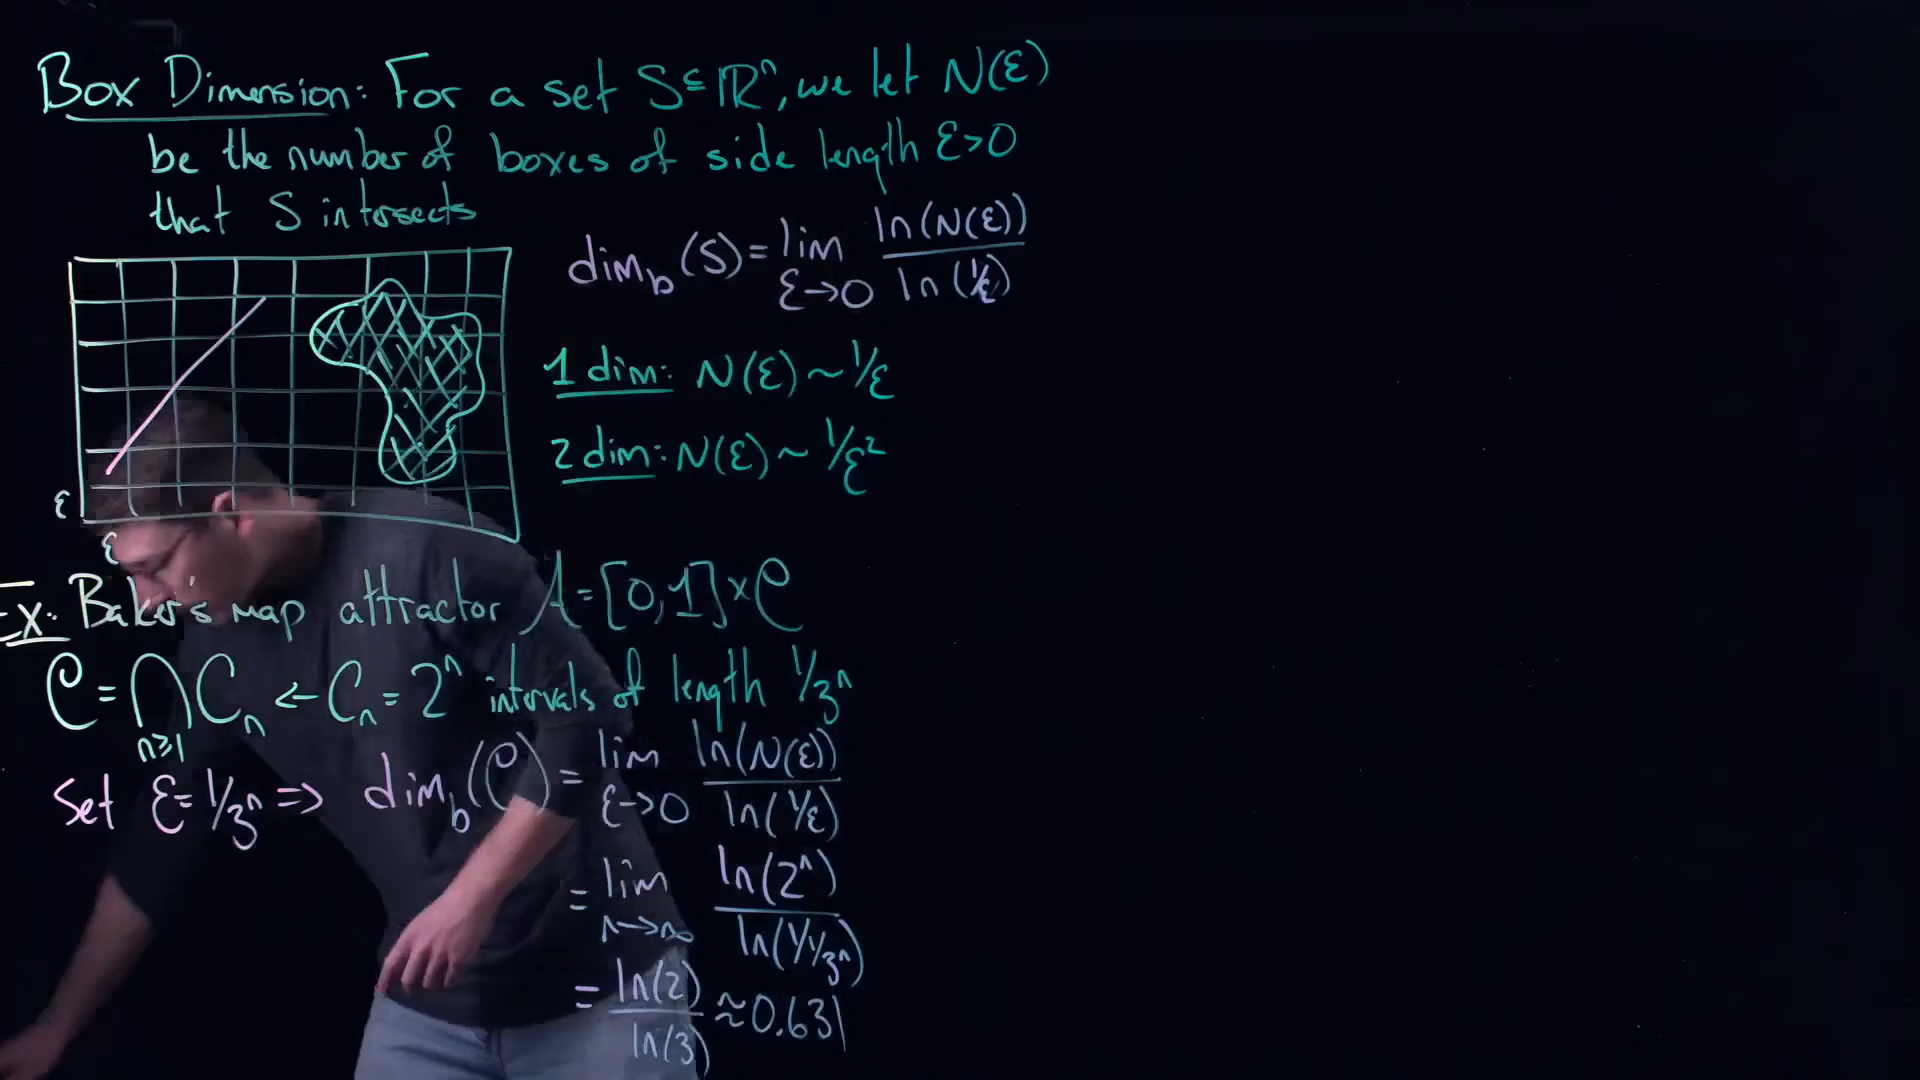 Box Dimension: For a set S ⊆ ℝⁿ, we let N(ε)
be the number of boxes of side length ε>0
that S intersects
dim_b(S) = lim_{ε→0} ln(N(ε)) / ln(1/ε)
1 dim: N(ε) ~ 1/ε
2 dim: N(ε) ~ 1/ε²
ε
ε
Ex: Baker's map attractor Λ = [0,1] × 𝒞
𝒞 = ⋂_{n≥1} C_n ← C_n = 2ⁿ intervals of length 1/3ⁿ
Set ε = 1/3ⁿ ⇒ dim_b(𝒞) = lim_{ε→0} ln(N(ε)) / ln(1/ε)
= lim_{n→∞} ln(2ⁿ) / ln(1/1/3ⁿ)
= ln(2) / ln(3) ≈ 0.631